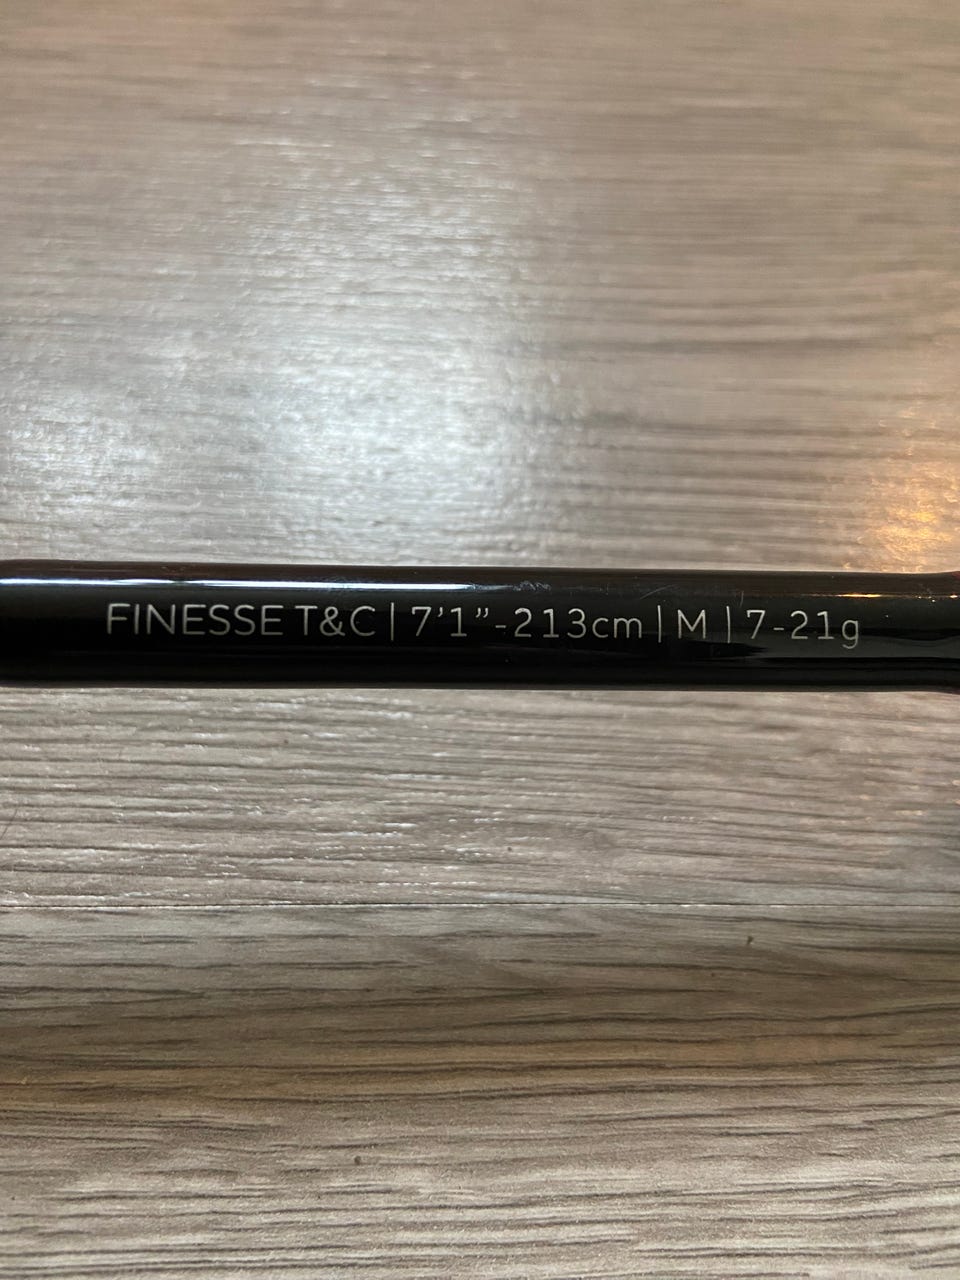 FINESSE T&C | 7’1”-213cm | M | 7-21g